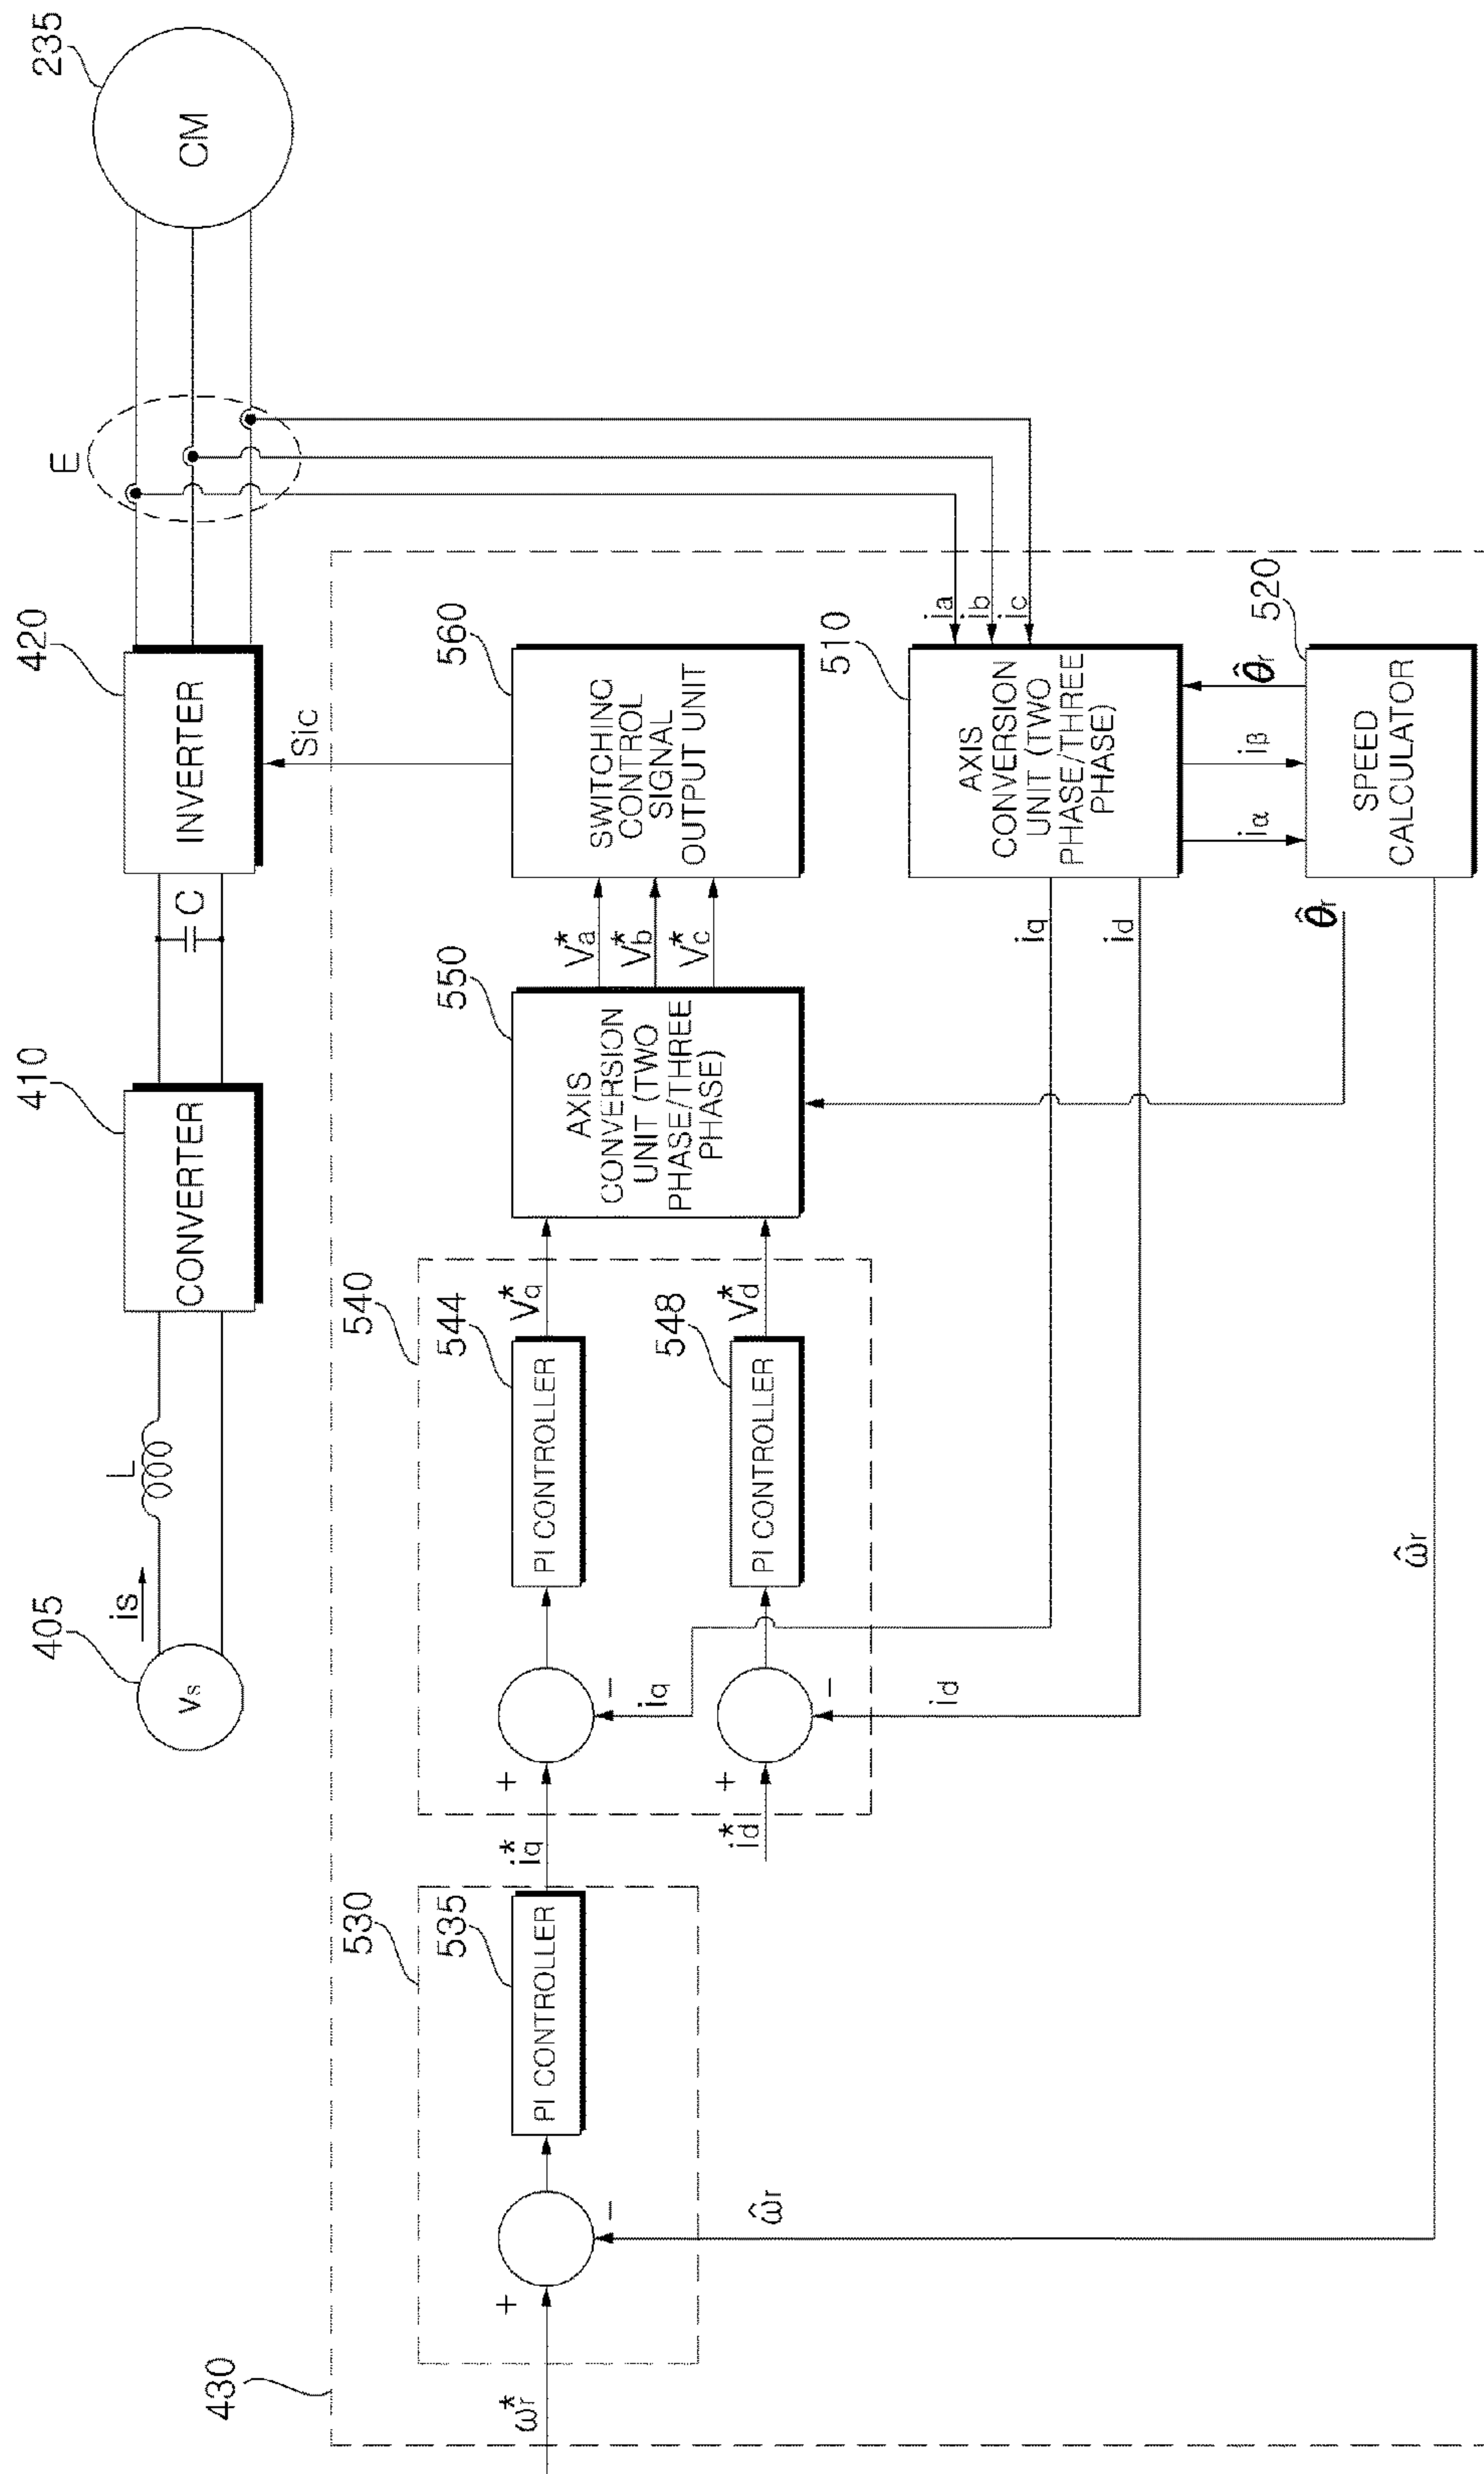 405
Vs
is
L
410
CONVERTER
C
420
INVERTER
E
235
CM
430
Sic
530
535
PI CONTROLLER
ω*r
+
−
ω̂r
i*q
540
544
PI CONTROLLER
+
−
iq
V*q
548
PI CONTROLLER
i*d
+
−
id
V*d
550
AXIS
CONVERSION
UNIT (TWO
PHASE/THREE
PHASE)
V*a
V*b
V*c
560
SWITCHING
CONTROL
SIGNAL
OUTPUT UNIT
510
AXIS
CONVERSION
UNIT (TWO
PHASE/THREE
PHASE)
ia
ib
ic
iq
id
iα
iβ
θ̂r
520
SPEED
CALCULATOR
θ̂r
ω̂r